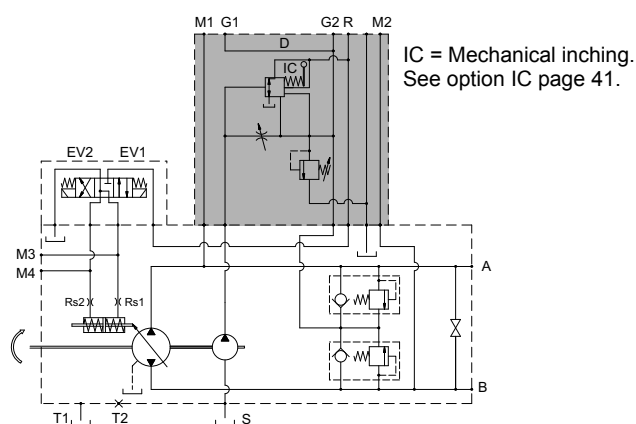 M1 G1 G2 R M2
D
IC
IC = Mechanical inching.
See option IC page 41.
EV2 EV1
M3
M4
A
Rs2 Rs1
B
T1 T2 S